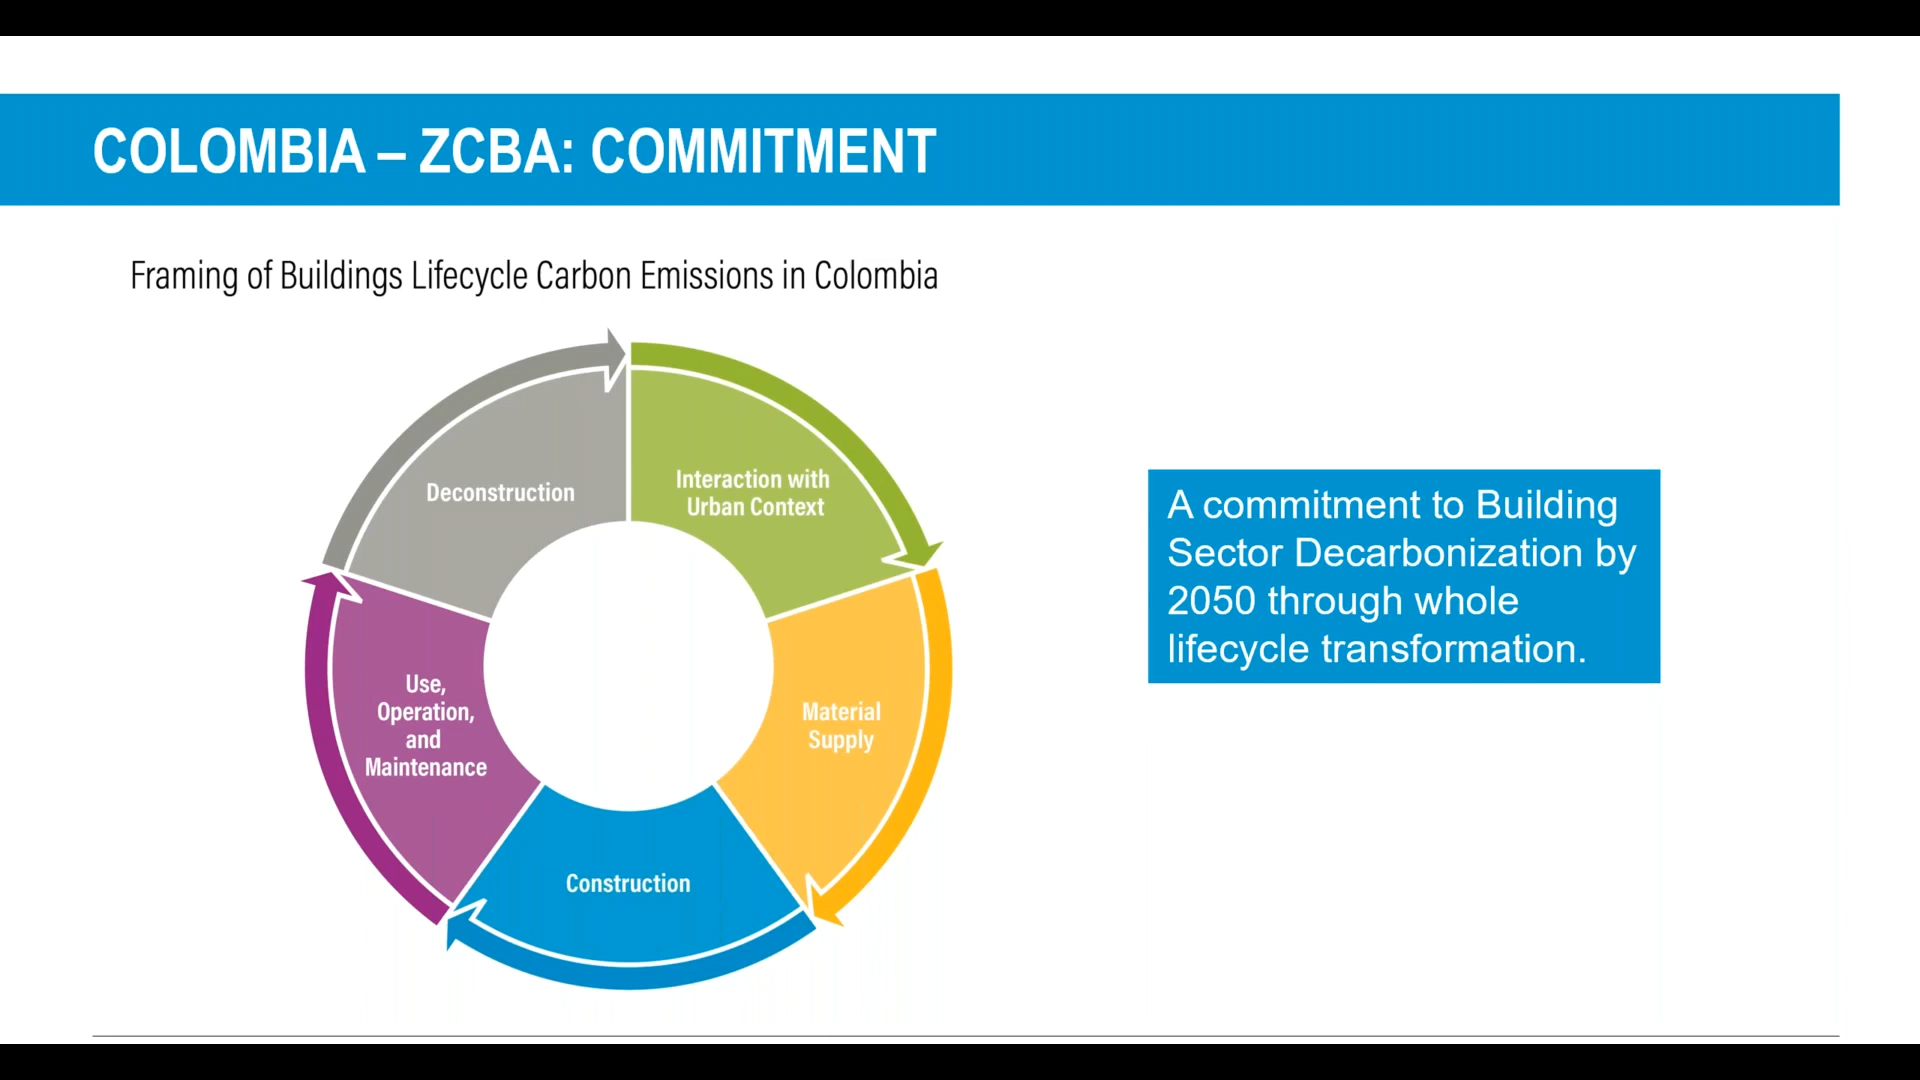 COLOMBIA – ZCBA: COMMITMENT
Framing of Buildings Lifecycle Carbon Emissions in Colombia
Deconstruction
Interaction with
Urban Context
Material
Supply
Construction
Use,
Operation,
and
Maintenance
A commitment to Building
Sector Decarbonization by
2050 through whole
lifecycle transformation.